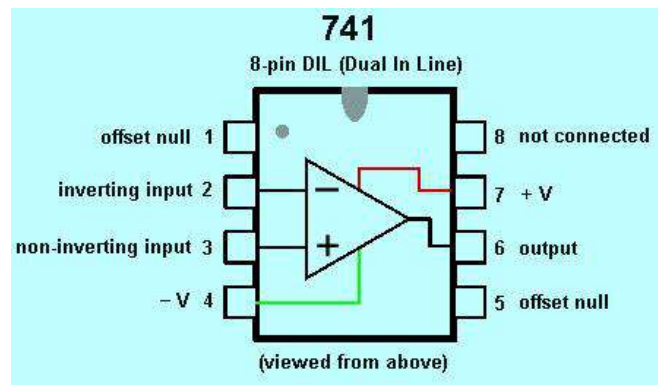 741
8-pin DIL (Dual In Line)
offset null 1
8 not connected
inverting input 2
−
7 + V
non-inverting input 3
+
6 output
− V 4
5 offset null
(viewed from above)